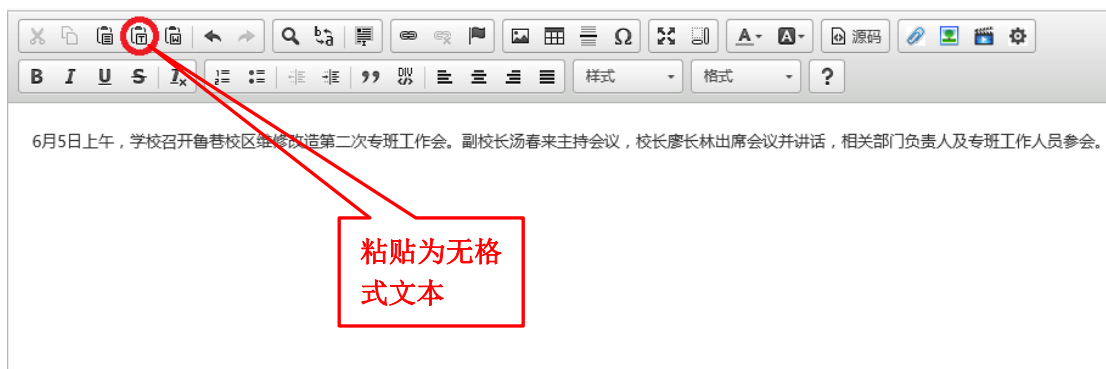 源码
B I U S Ix
样式 格式 ?
6月5日上午，学校召开鲁巷校区维修改造第二次专班工作会。副校长汤春来主持会议，校长廖长林出席会议并讲话，相关部门负责人及专班工作人员参会。
粘贴为无格
式文本